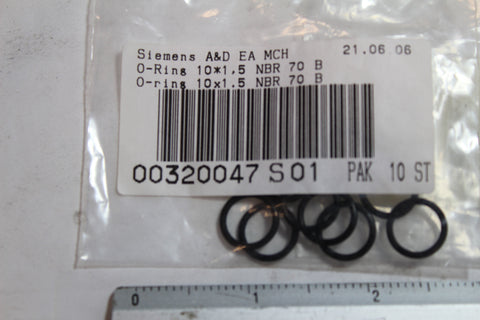 Siemens A&D EA MCH 21.06 06
O-Ring 10*1,5 NBR 70 B
O-ring 10x1.5 NBR 70 B
00320047 S 01 PAK 10 ST
0 1 2